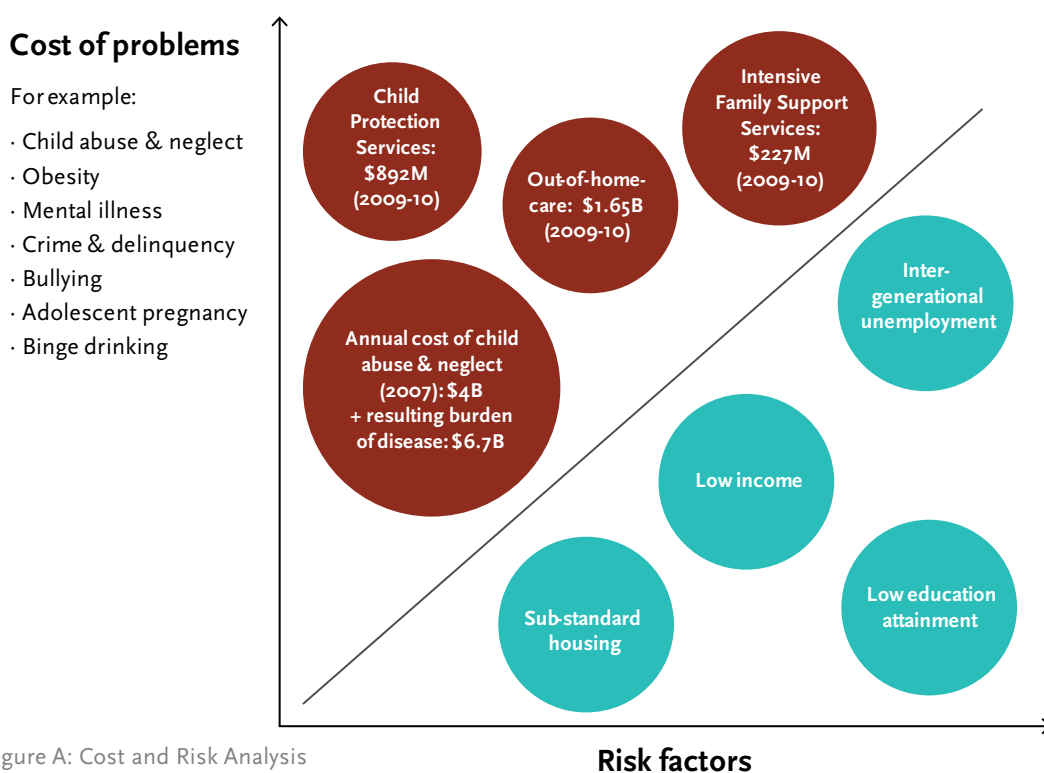 Cost of problems
For example:
· Child abuse & neglect
· Obesity
· Mental illness
· Crime & delinquency
· Bullying
· Adolescent pregnancy
· Binge drinking
Child
Protection
Services:
$892M
(2009-10)
Out-of-home-
care: $1.65B
(2009-10)
Intensive
Family Support
Services:
$227M
(2009-10)
Annual cost of child
abuse & neglect
(2007): $4B
+ resulting burden
of disease: $6.7B
Inter-
generational
unemployment
Low income
Sub-standard
housing
Low education
attainment
gure A: Cost and Risk Analysis
Risk factors